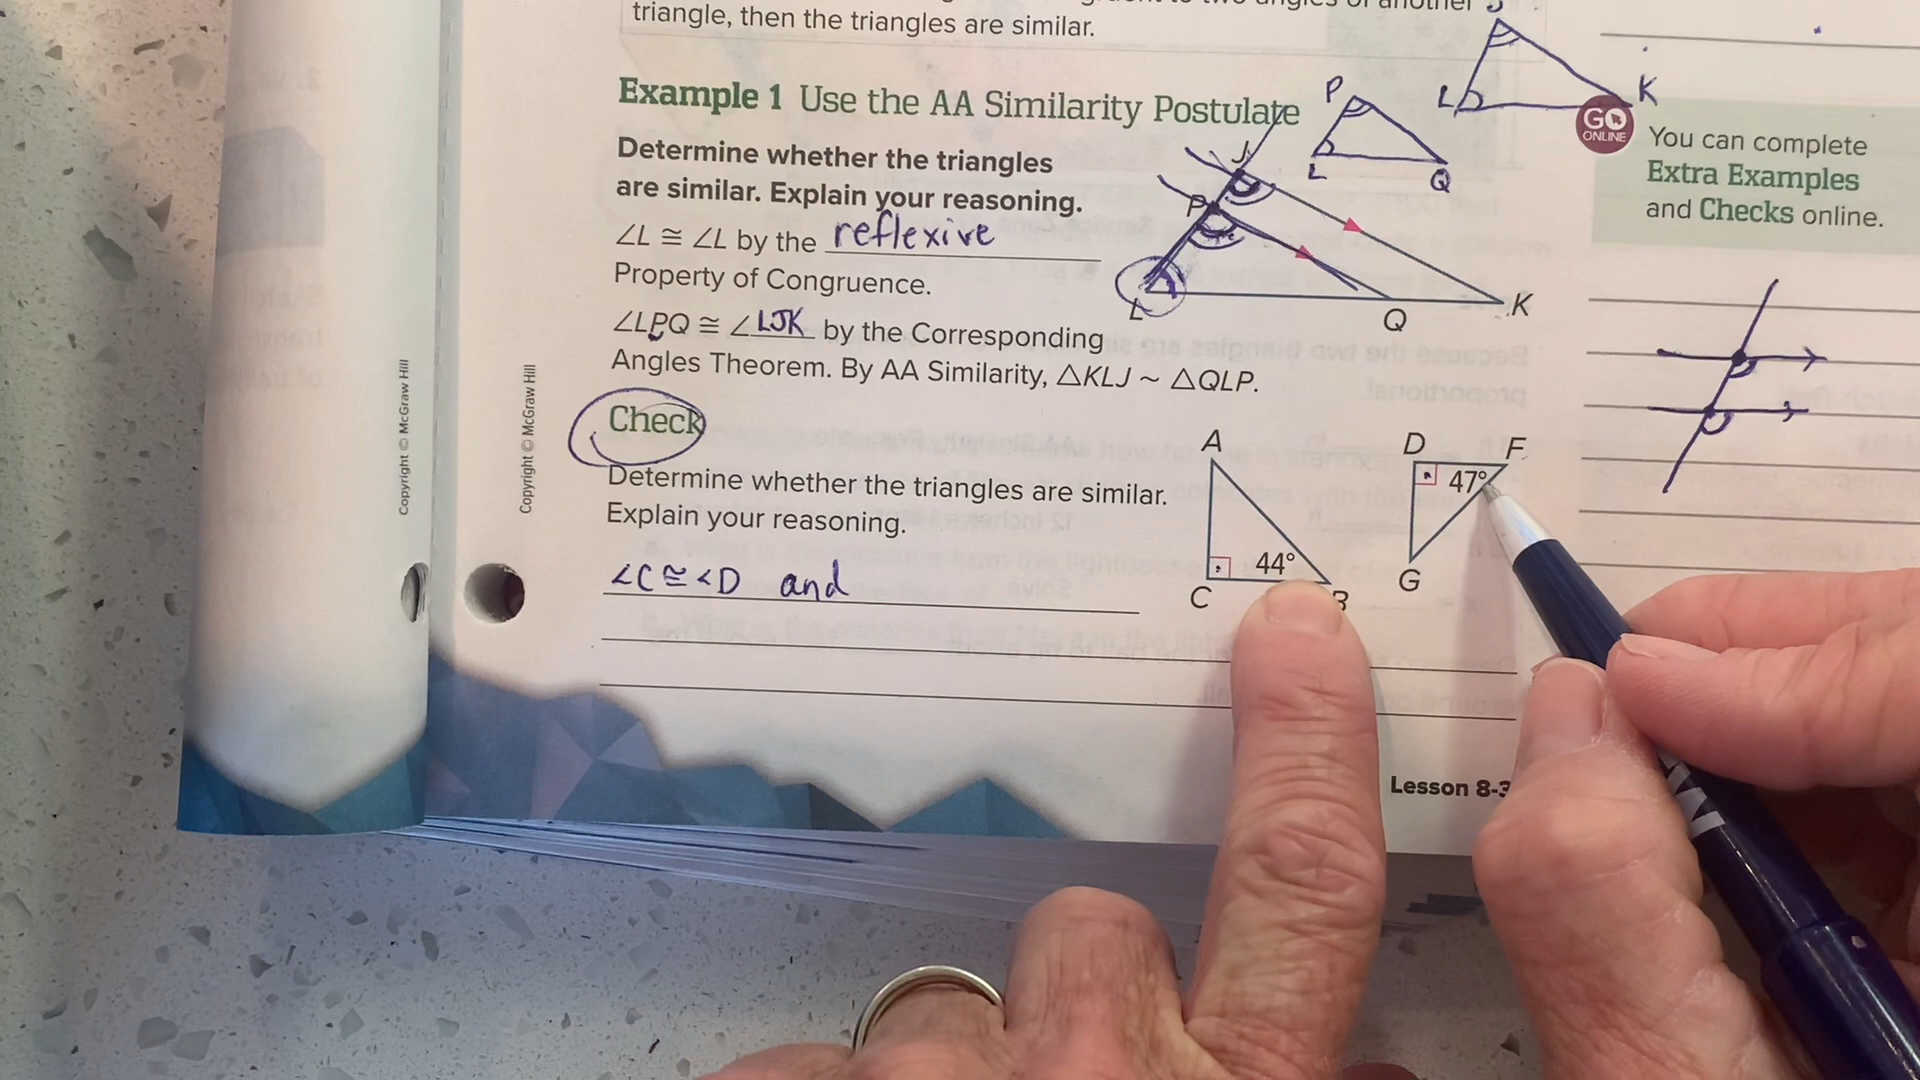 triangle, then the triangles are similar.
Example 1 Use the AA Similarity Postulate
Determine whether the triangles
are similar. Explain your reasoning.
∠L ≅ ∠L by the reflexive
Property of Congruence.
∠LPQ ≅ ∠LJK by the Corresponding
Angles Theorem. By AA Similarity, △KLJ ~ △QLP.
J
P
L
Q
K
P
L
Q
L
K
GO
ONLINE
You can complete
Extra Examples
and Checks online.
Check
Determine whether the triangles are similar.
Explain your reasoning.
∠C ≅ ∠D and
A
44°
C
B
D
F
47°
G
Lesson 8-3
Copyright © McGraw Hill
Copyright © McGraw Hill